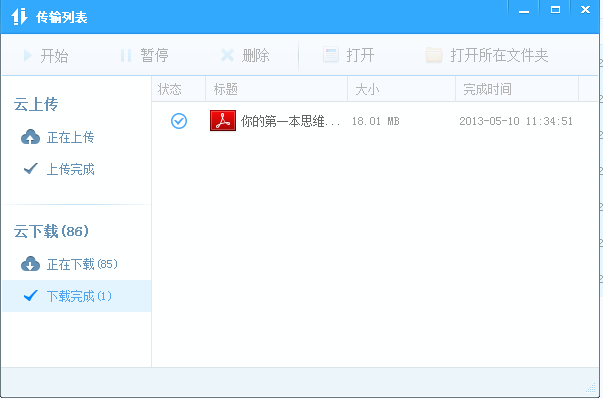 传输列表
开始 暂停 删除 打开 打开所在文件夹
云上传
正在上传
上传完成
云下载(86)
正在下载(85)
下载完成(1)
状态 标题 大小 完成时间
你的第一本思维... 18.01 MB 2013-05-10 11:34:51